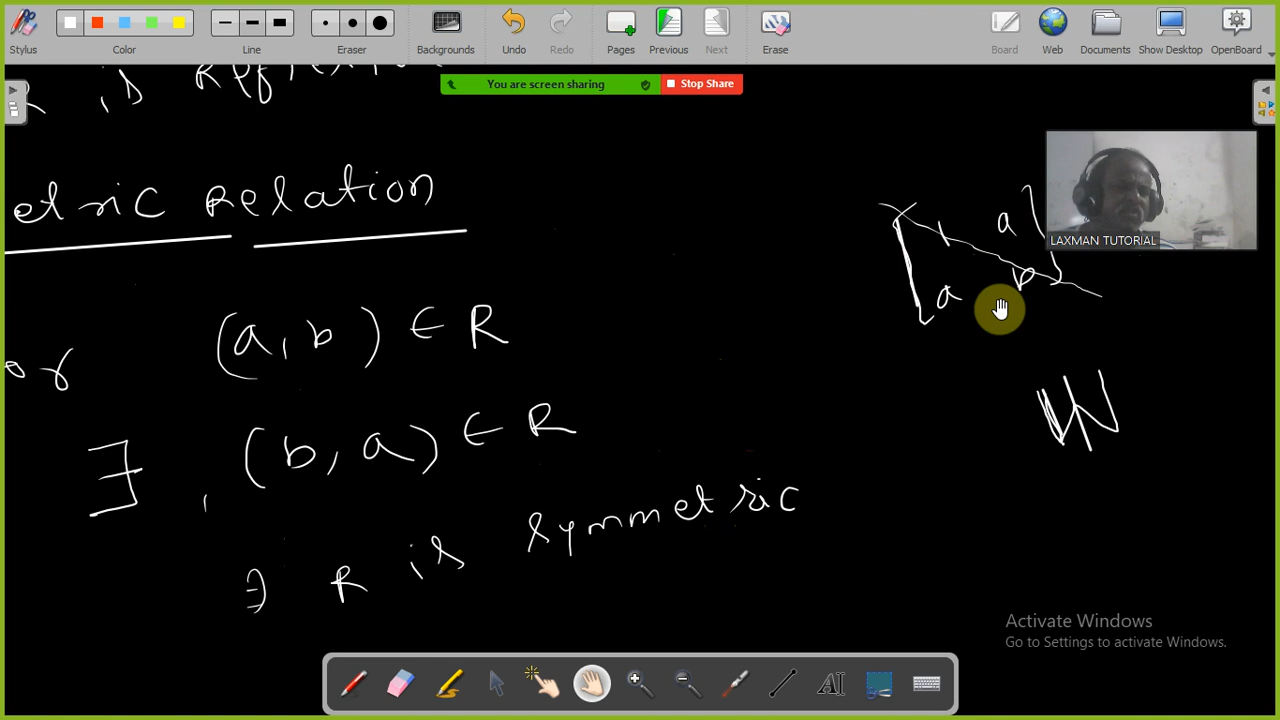 Stylus Color Line Eraser Backgrounds Undo Redo Pages Previous Next Erase Board Web Documents Show Desktop OpenBoard
You are screen sharing Stop Share
R is
etric Relation
LAXMAN TUTORIAL
1 a
a b
or (a, b) ∈ R
∃, (b, a) ∈ R
∃ R is symmetric
Activate Windows
Go to Settings to activate Windows.